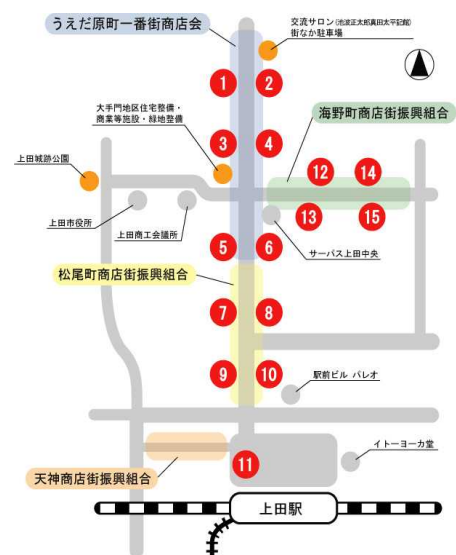 うえだ原町一番街商店会
交流サロン(池波正太郎真田太平記館)
街なか駐車場
1
2
大手門地区住宅整備・
商業等施設・緑地整備
海野町商店街振興組合
3
4
12
14
上田城跡公園
13
15
上田市役所
上田商工会議所
サーバス上田中央
5
6
松尾町商店街振興組合
7
8
9
10
駅前ビル パレオ
イトーヨーカ堂
11
天神商店街振興組合
上田駅